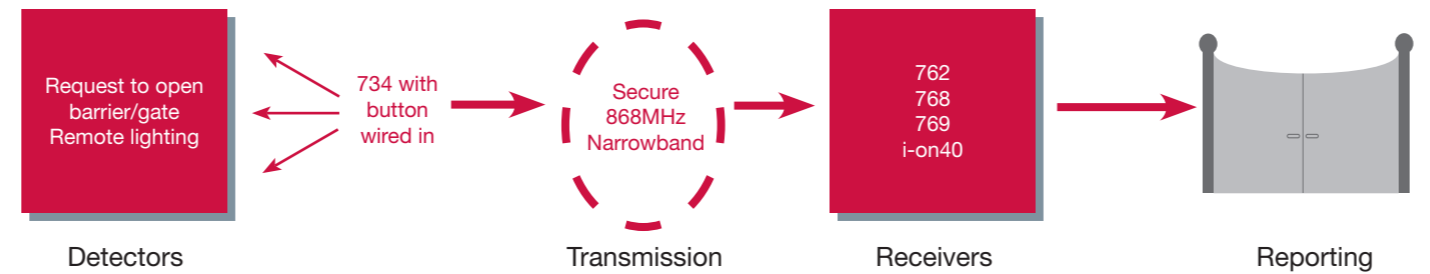 Request to open
barrier/gate
Remote lighting
734 with
button
wired in
Secure
868MHz
Narrowband
762
768
769
i-on40
Detectors
Transmission
Receivers
Reporting